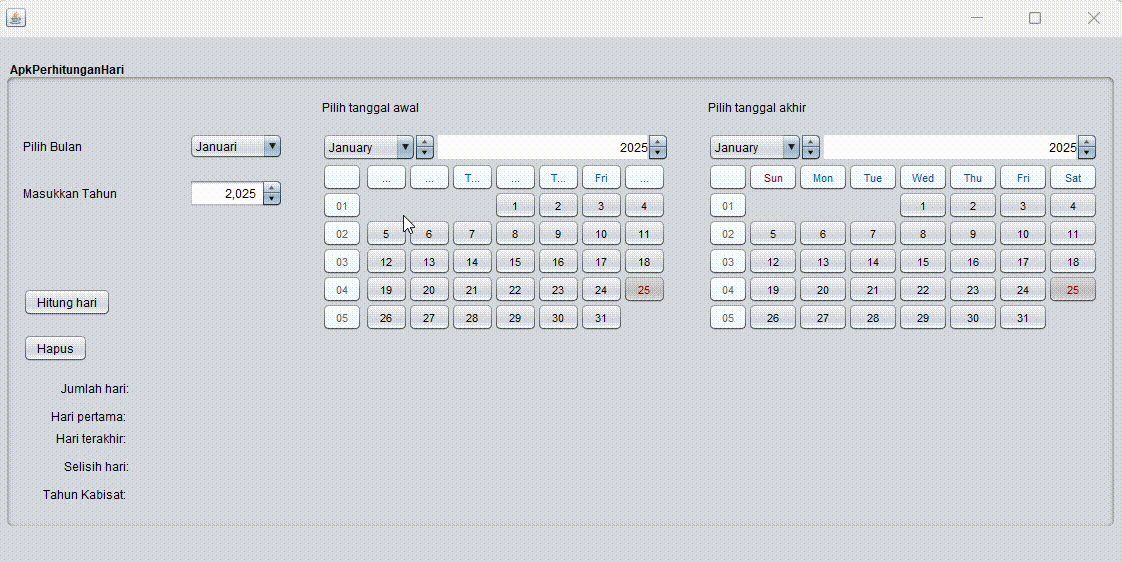 ApkPerhitunganHari
Pilih tanggal awal
Pilih tanggal akhir
Pilih Bulan
Januari
Masukkan Tahun
2,025
January
2025
... ... T... ... T... Fri ...
01 1 2 3 4
02 5 6 7 8 9 10 11
03 12 13 14 15 16 17 18
04 19 20 21 22 23 24 25
05 26 27 28 29 30 31
January
2025
Sun Mon Tue Wed Thu Fri Sat
01 1 2 3 4
02 5 6 7 8 9 10 11
03 12 13 14 15 16 17 18
04 19 20 21 22 23 24 25
05 26 27 28 29 30 31
Hitung hari
Hapus
Jumlah hari:
Hari pertama:
Hari terakhir:
Selisih hari:
Tahun Kabisat: